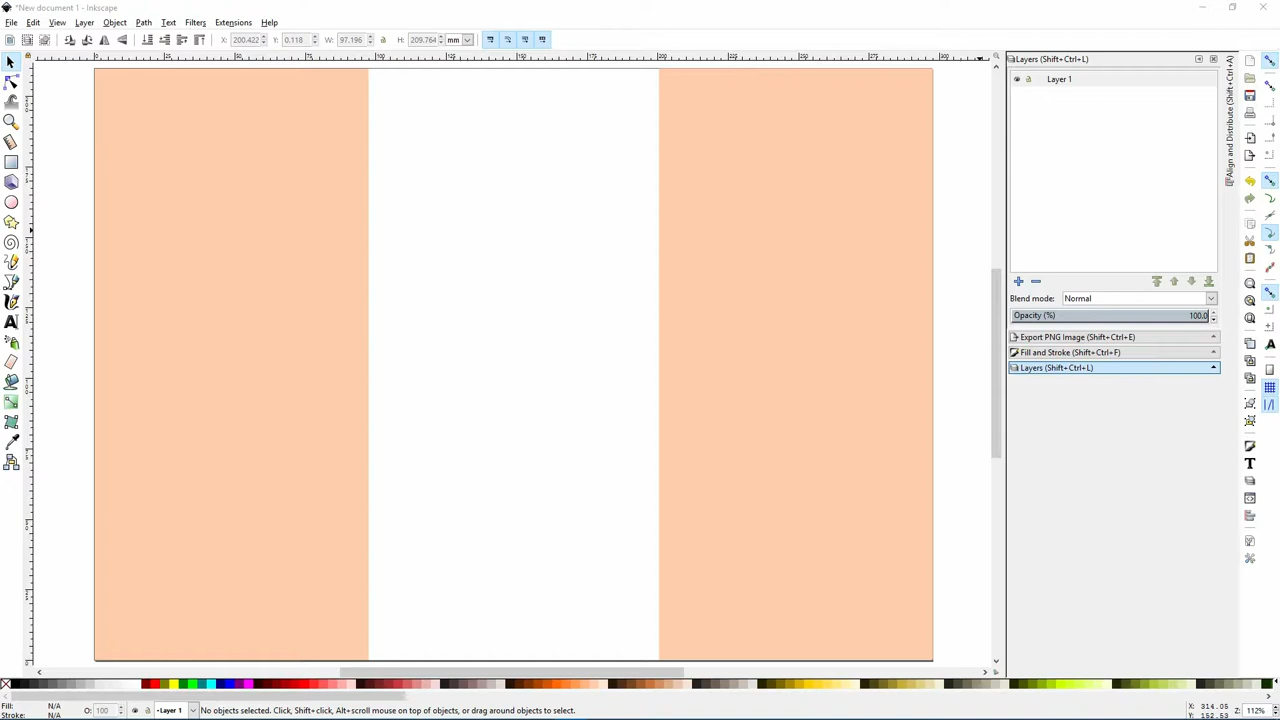 *New document 1 - Inkscape
File Edit View Layer Object Path Text Filters Extensions Help
X: 200.422 Y: 0.118 W: 97.196 H: 209.764 mm
Layers (Shift+Ctrl+L)
Layer 1
Align and Distribute (Shift+Ctrl+A)
Blend mode: Normal
Opacity (%) 100.0
Export PNG Image (Shift+Ctrl+E)
Fill and Stroke (Shift+Ctrl+F)
Layers (Shift+Ctrl+L)
Fill: N/A
Stroke: N/A
O: 100
Layer 1
No objects selected. Click, Shift+click, Alt+scroll mouse on top of objects, or drag around objects to select.
X: 314.05
Y: 152.53
Z: 112%